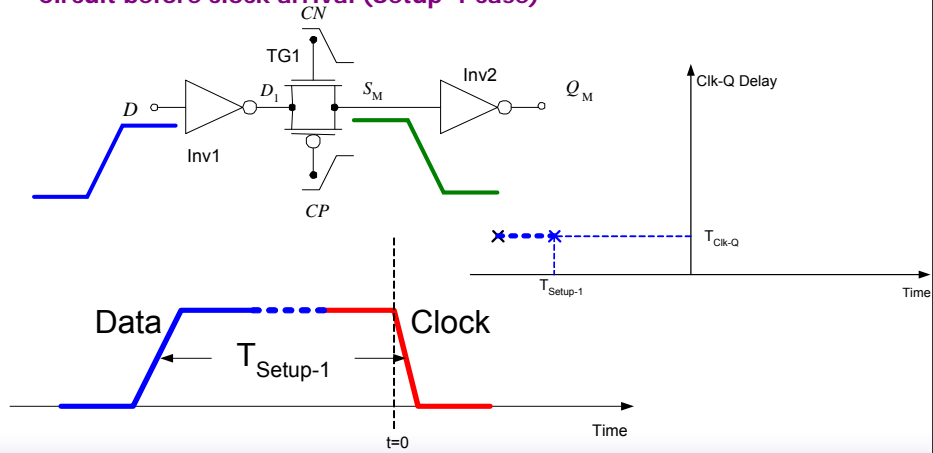 Circuit before clock arrival (Setup-1 case)
CN
TG1
Inv2
D
D1
SM
QM
Inv1
CP
Clk-Q Delay
TClk-Q
TSetup-1
Time
Data
Clock
TSetup-1
t=0
Time